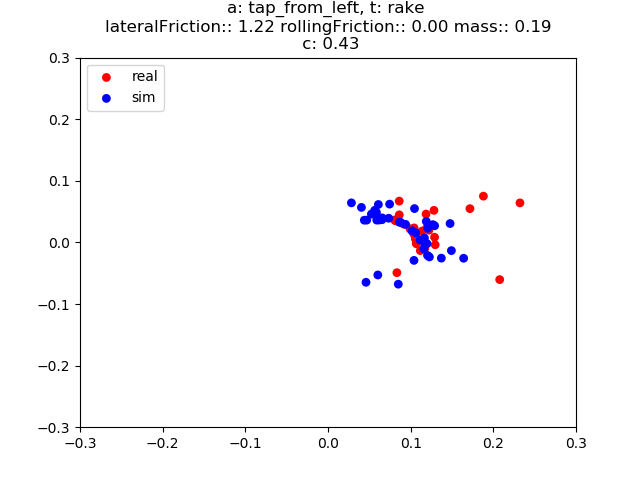 a: tap_from_left, t: rake
lateralFriction:: 1.22 rollingFriction:: 0.00 mass:: 0.19
c: 0.43
real
sim
0.3
0.2
0.1
0.0
−0.1
−0.2
−0.3
−0.3
−0.2
−0.1
0.0
0.1
0.2
0.3